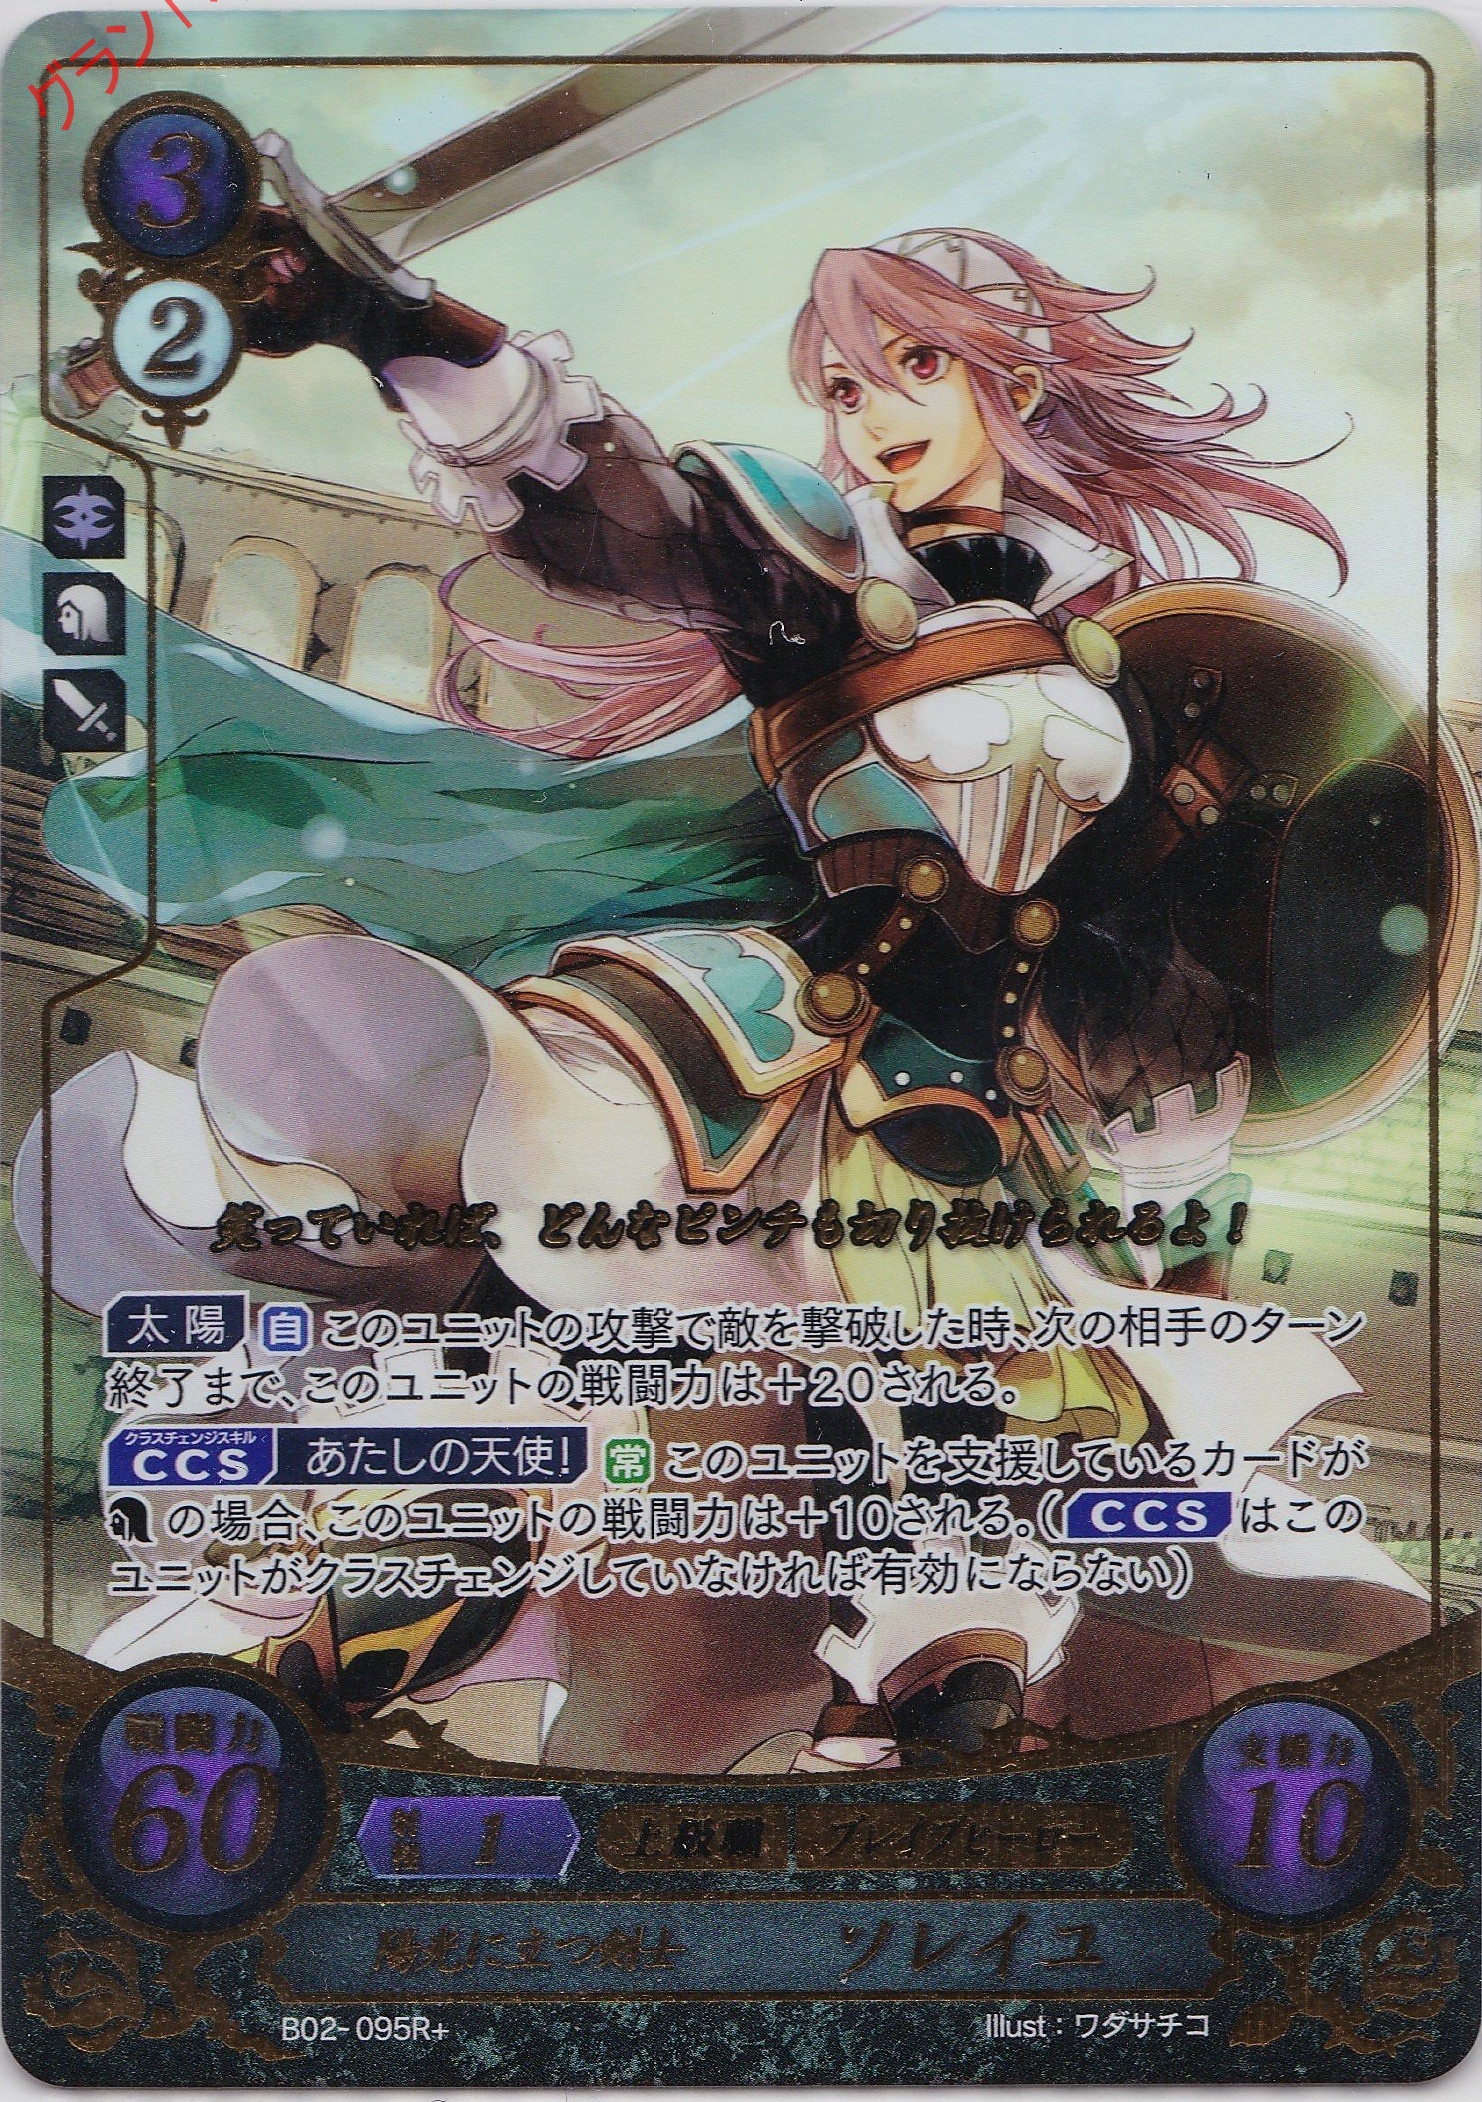 グラン
3
2
笑っていれば、どんなピンチも切り抜けられるよ！
太陽 自 このユニットの攻撃で敵を撃破した時、次の相手のターン
終了まで、このユニットの戦闘力は＋20される。
クラスチェンジスキル
CCS あたしの天使！ 常 このユニットを支援しているカードが
の場合、このユニットの戦闘力は＋10される。（CCSはこの
ユニットがクラスチェンジしていなければ有効にならない）
戦闘力 支援力
60 射程 1 上級職 ブレイブヒーロー 10
陽光に立つ剣士 ソレイユ
B02-095R+ Illust：ワダサチコ